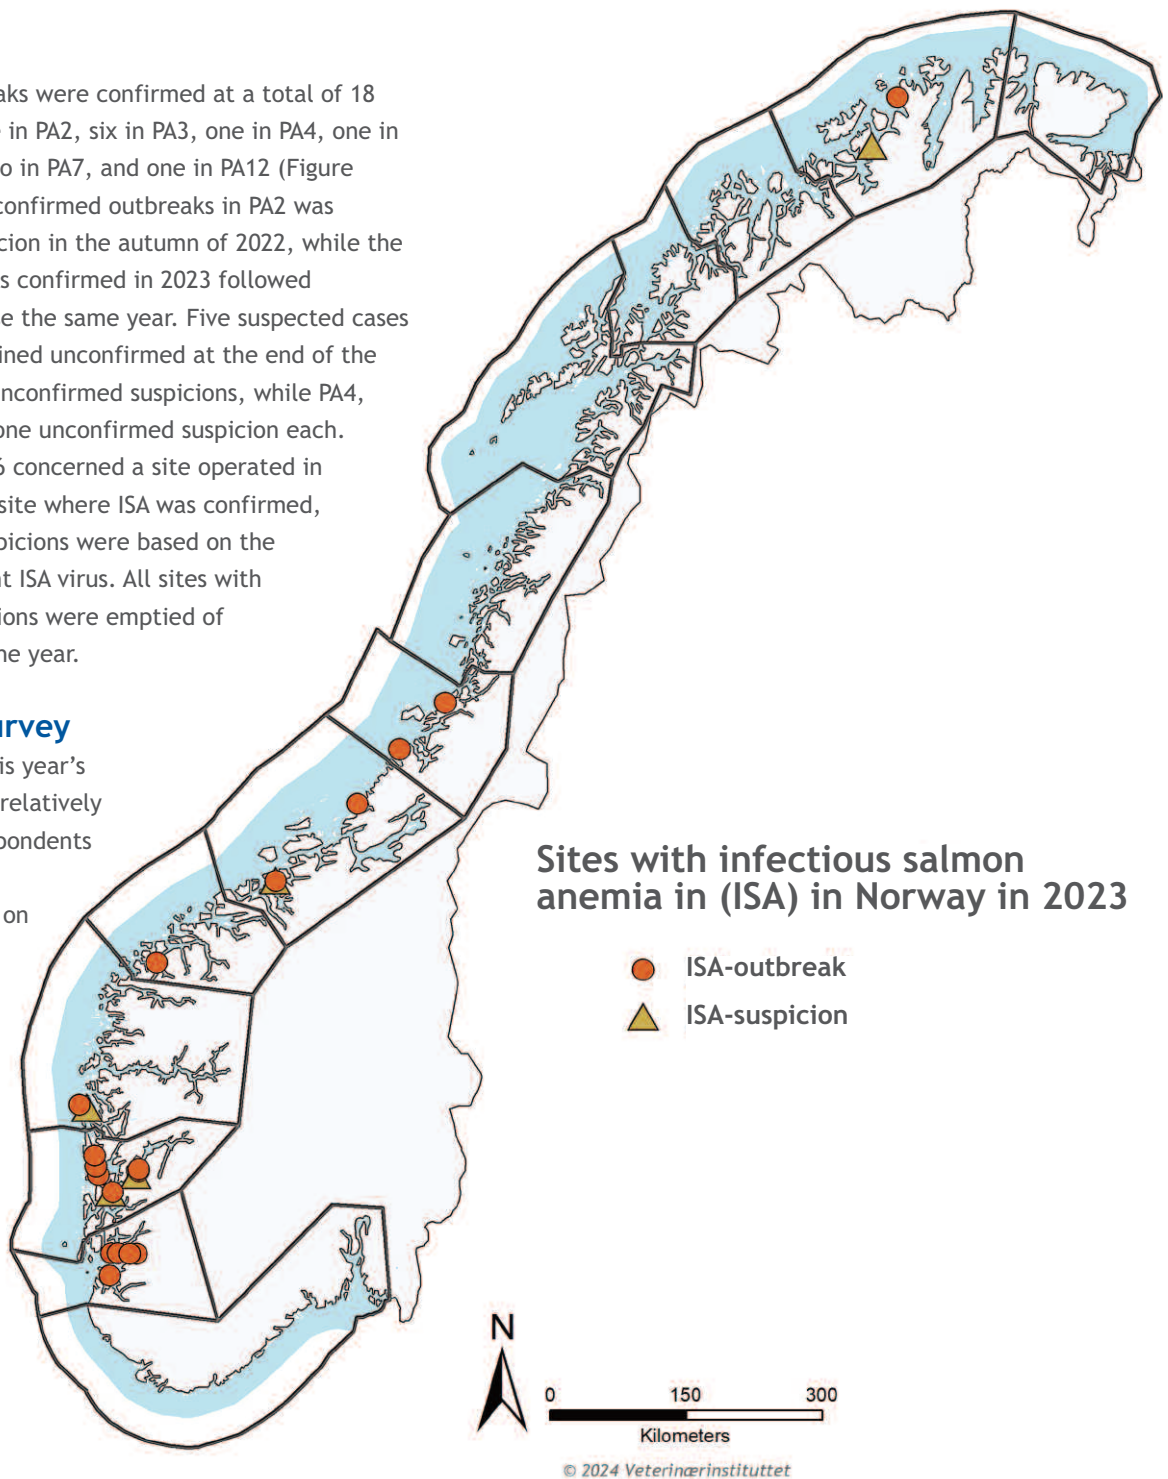 aks were confirmed at a total of 18
in PA2, six in PA3, one in PA4, one in
o in PA7, and one in PA12 (Figure
confirmed outbreaks in PA2 was
cion in the autumn of 2022, while the
s confirmed in 2023 followed
e the same year. Five suspected cases
ined unconfirmed at the end of the
nconfirmed suspicions, while PA4,
one unconfirmed suspicion each.
6 concerned a site operated in
site where ISA was confirmed,
picions were based on the
t ISA virus. All sites with
ions were emptied of
he year.
urvey
is year's
relatively
pondents
on
Sites with infectious salmon
anemia in (ISA) in Norway in 2023
ISA-outbreak
ISA-suspicion
N
0 150 300
Kilometers
© 2024 Veterinærinstituttet